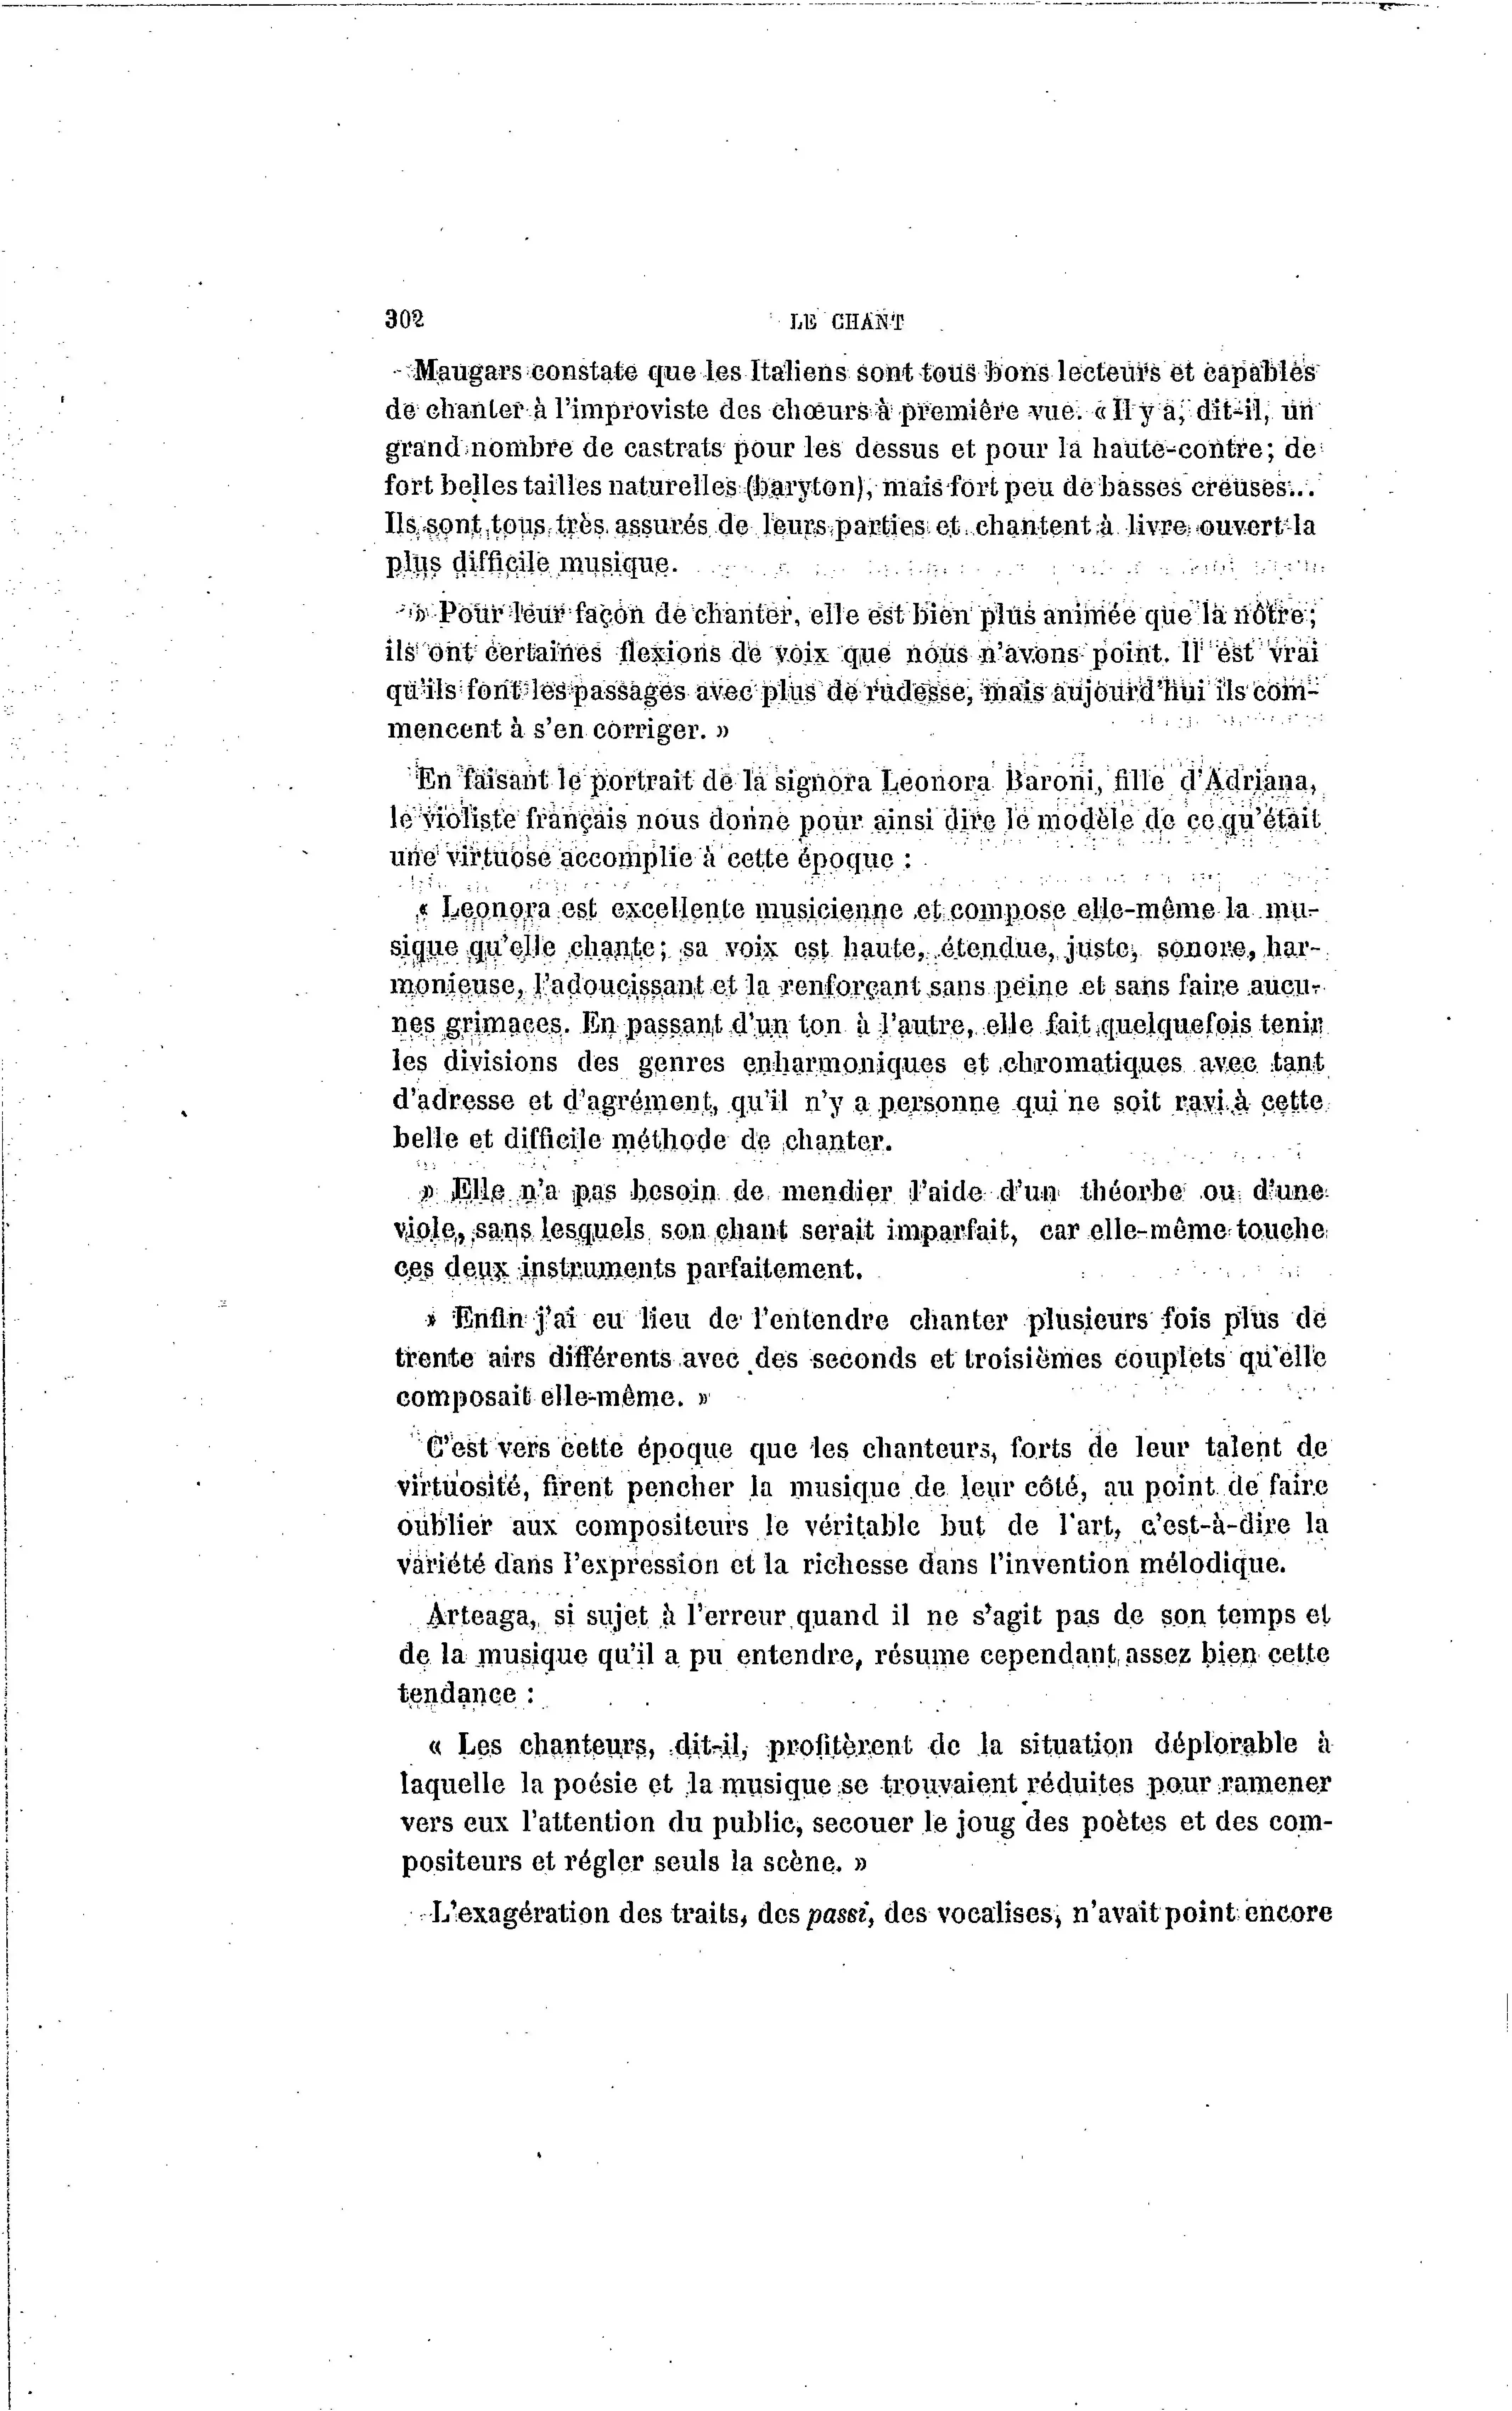 302
LE CHANT
Maugars constate que les Italiens sont tous bons lecteurs et capables
de chanter à l'improviste des chœurs à première vue. « Il y a, dit-il, un
grand nombre de castrats pour les dessus et pour la haute-contre; de
fort belles tailles naturelles (baryton), mais fort peu de basses creuses...
Ils sont tous très assurés de leurs parties et chantent à livre ouvert la
plus difficile musique.
» Pour leur façon de chanter, elle est bien plus animée que la nôtre;
ils ont certaines flexions de voix que nous n'avons point. Il est vrai
qu'ils font les passages avec plus de rudesse, mais aujourd'hui ils com-
mencent à s'en corriger. »
En faisant le portrait de la signora Leonora Baroni, fille d'Adriana,
le violiste français nous donne pour ainsi dire le modèle de ce qu'était
une virtuose accomplie à cette époque :
« Leonora est excellente musicienne et compose elle-même la mu-
sique qu'elle chante; sa voix est haute, étendue, juste, sonore, har-
monieuse, l'adoucissant et la renforçant sans peine et sans faire aucu-
nes grimaces. En passant d'un ton à l'autre, elle fait quelquefois tenir
les divisions des genres enharmoniques et chromatiques avec tant
d'adresse et d'agrément, qu'il n'y a personne qui ne soit ravi à cette
belle et difficile méthode de chanter.
» Elle n'a pas besoin de mendier l'aide d'un théorbe ou d'une
viole, sans lesquels son chant serait imparfait, car elle-même touche
ces deux instruments parfaitement.
» Enfin j'ai eu lieu de l'entendre chanter plusieurs fois plus de
trente airs différents avec des seconds et troisièmes couplets qu'elle
composait elle-même. »
C'est vers cette époque que les chanteurs, forts de leur talent de
virtuosité, firent pencher la musique de leur côté, au point de faire
oublier aux compositeurs le véritable but de l'art, c'est-à-dire la
variété dans l'expression et la richesse dans l'invention mélodique.
Arteaga, si sujet à l'erreur quand il ne s'agit pas de son temps et
de la musique qu'il a pu entendre, résume cependant assez bien cette
tendance :
« Les chanteurs, dit-il, profitèrent de la situation déplorable à
laquelle la poésie et la musique se trouvaient réduites pour ramener
vers eux l'attention du public, secouer le joug des poètes et des com-
positeurs et régler seuls la scène. »
L'exagération des traits, des passi, des vocalises, n'avait point encore